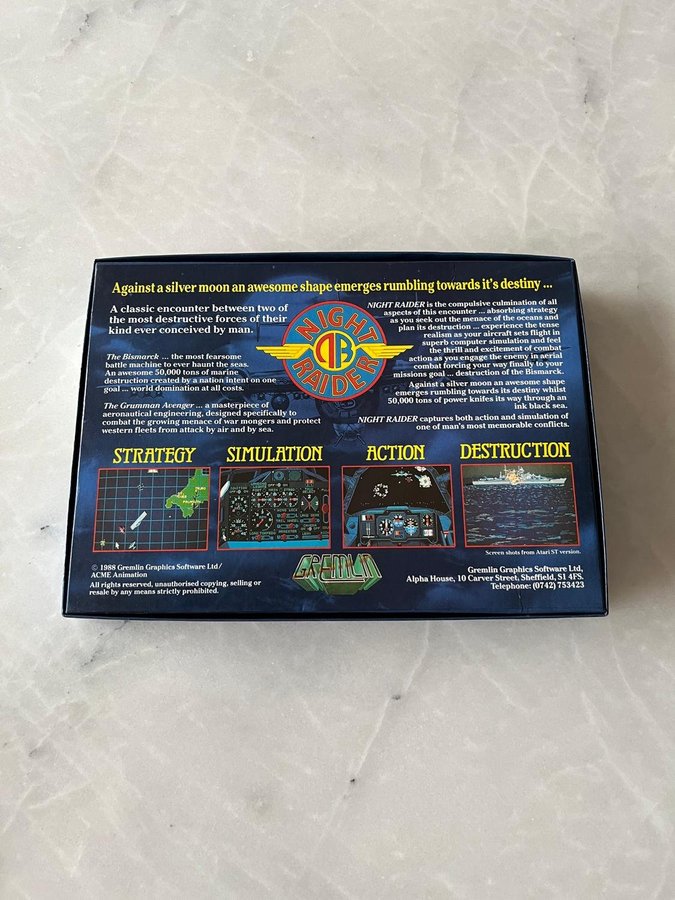 Against a silver moon an awesome shape emerges rumbling towards it's destiny ...
A classic encounter between two of
the most destructive forces of their
kind ever conceived by man.
The Bismarck ... the most fearsome
battle machine to ever haunt the seas.
An awesome 50,000 tons of marine
destruction created by a nation intent on one
goal ... world domination at all costs.
The Grumman Avenger ... a masterpiece of
aeronautical engineering, designed specifically to
combat the growing menace of war mongers and protect
western fleets from attack by air and by sea.
NIGHT
NR
RAIDER
NIGHT RAIDER is the compulsive culmination of all
aspects of this encounter ... absorbing strategy
as you seek out the menace of the oceans and
plan its destruction ... experience the tense
realism as your aircraft sets flight in
superb computer simulation and feel
the thrill and excitement of combat
action as you engage the enemy in aerial
combat forcing your way finally to your
missions goal ... destruction of the Bismarck.
Against a silver moon an awesome shape
emerges rumbling towards its destiny whilst
50,000 tons of power knifes its way through an
ink black sea.
NIGHT RAIDER captures both action and simulation of
one of man's most memorable conflicts.
STRATEGY
SIMULATION
ACTION
DESTRUCTION
Screen shots from Atari ST version.
© 1988 Gremlin Graphics Software Ltd/
ACME Animation
All rights reserved, unauthorised copying, selling or
resale by any means strictly prohibited.
GREMLIN
Gremlin Graphics Software Ltd,
Alpha House, 10 Carver Street, Sheffield, S1 4FS.
Telephone: (0742) 753423